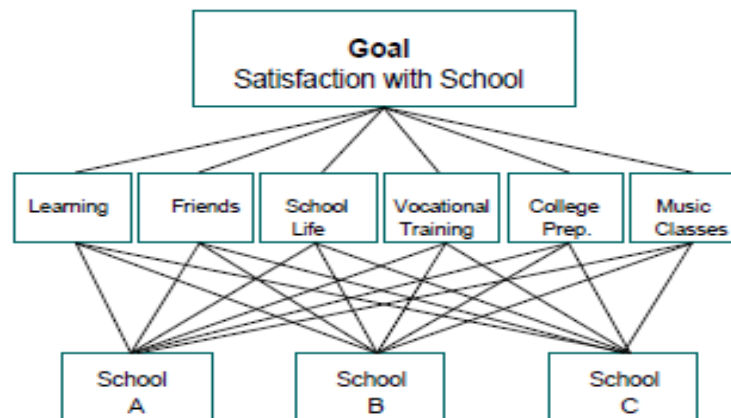 Goal
Satisfaction with School
Learning
Friends
School
Life
Vocational
Training
College
Prep.
Music
Classes
School
A
School
B
School
C